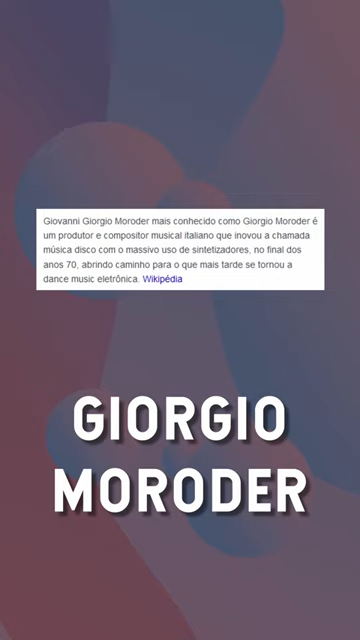 Giovanni Giorgio Moroder mais conhecido como Giorgio Moroder é
um produtor e compositor musical italiano que inovou a chamada
música disco com o massivo uso de sintetizadores, no final dos
anos 70, abrindo caminho para o que mais tarde se tornou a
dance music eletrônica. Wikipédia
GIORGIO
MORODER